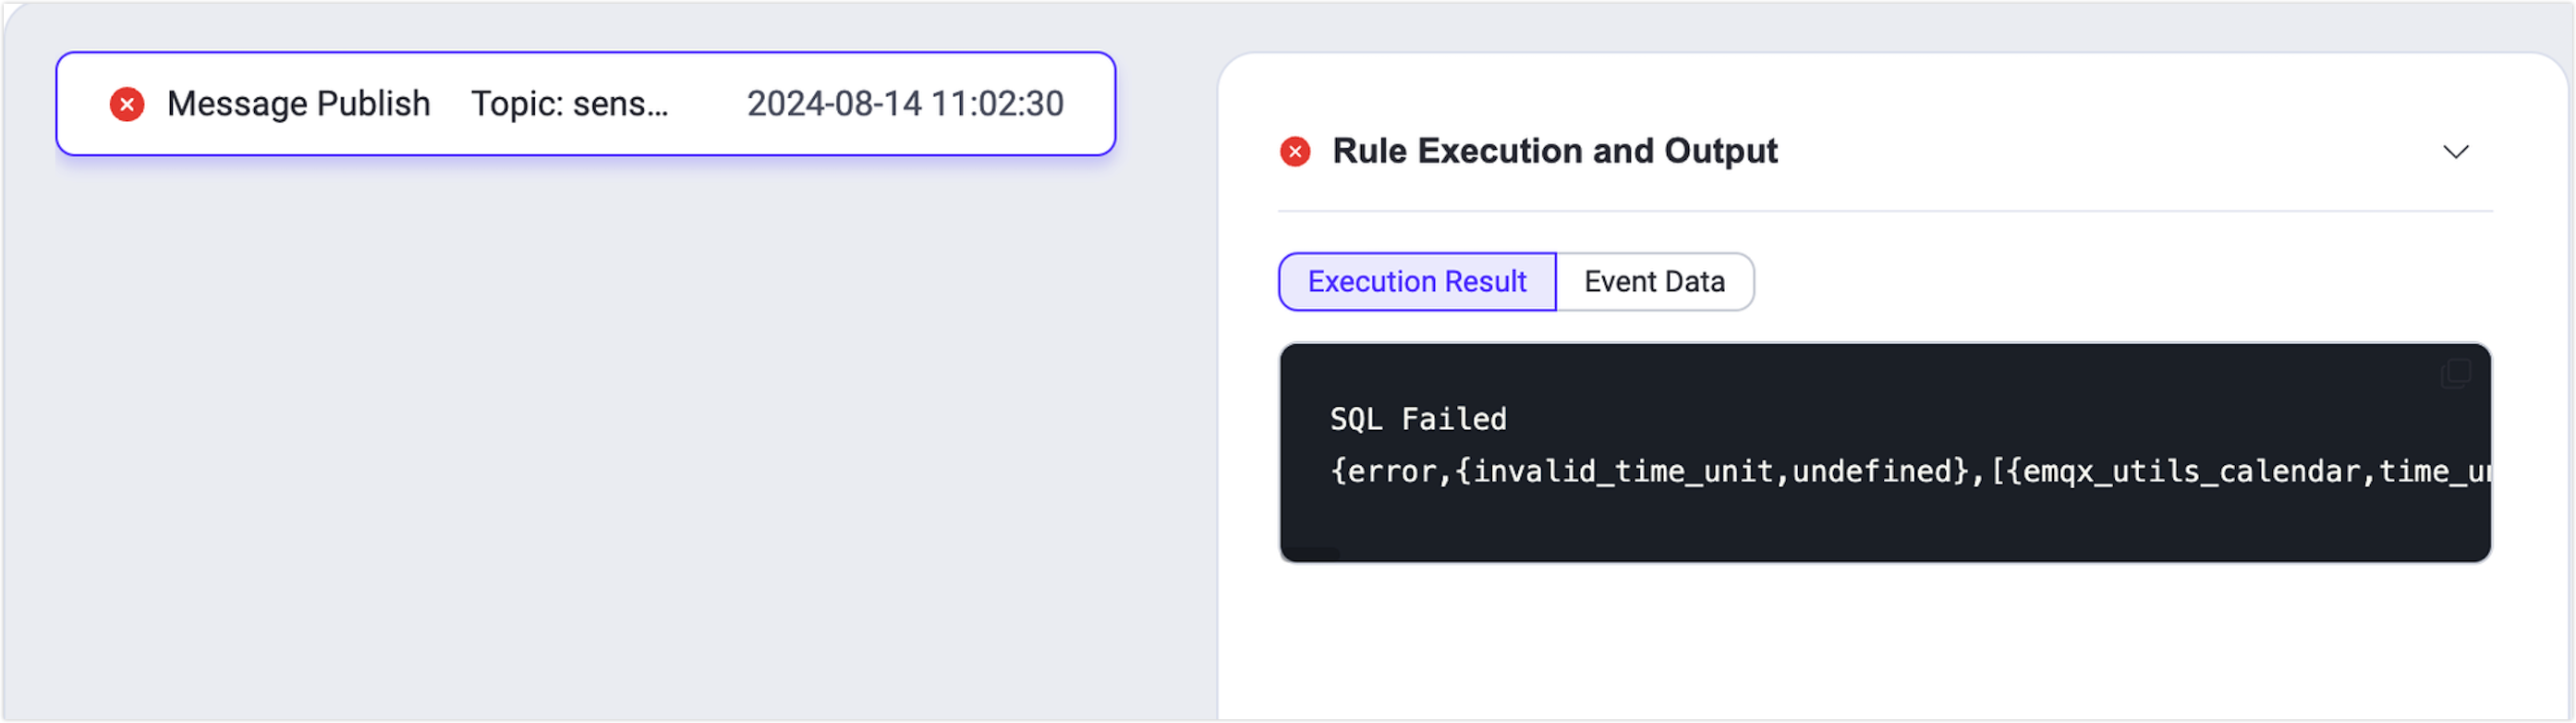 Message Publish Topic: sens... 2024-08-14 11:02:30
Rule Execution and Output
Execution Result Event Data
SQL Failed
{error,{invalid_time_unit,undefined},[{emqx_utils_calendar,time_u